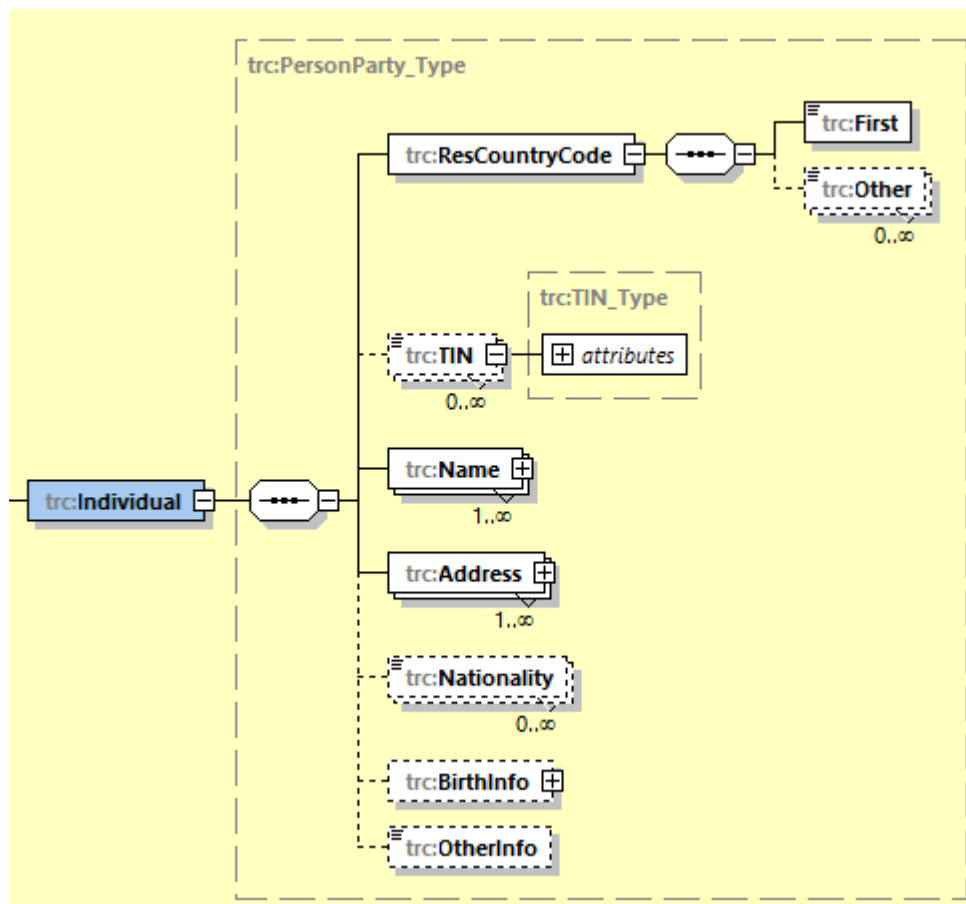 trc:PersonParty_Type
trc:First
trc:ResCountryCode
trc:Other
0..∞
trc:TIN_Type
trc:TIN
attributes
0..∞
trc:Name
1..∞
trc:Individual
trc:Address
1..∞
trc:Nationality
0..∞
trc:BirthInfo
trc:OtherInfo